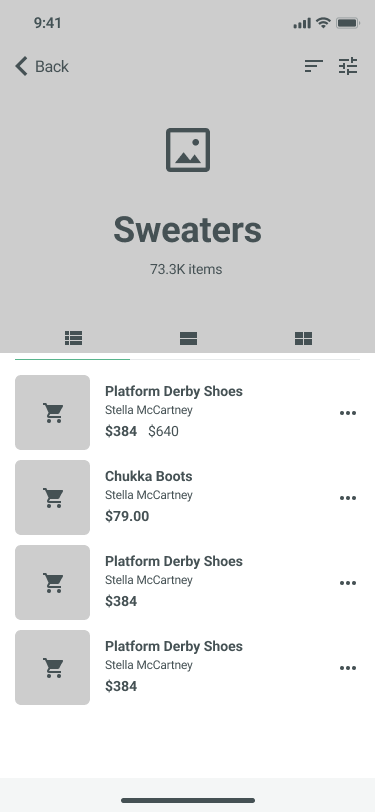 9:41
Back
Sweaters
73.3K items
Platform Derby Shoes
Stella McCartney
$384 $640
Chukka Boots
Stella McCartney
$79.00
Platform Derby Shoes
Stella McCartney
$384
Platform Derby Shoes
Stella McCartney
$384